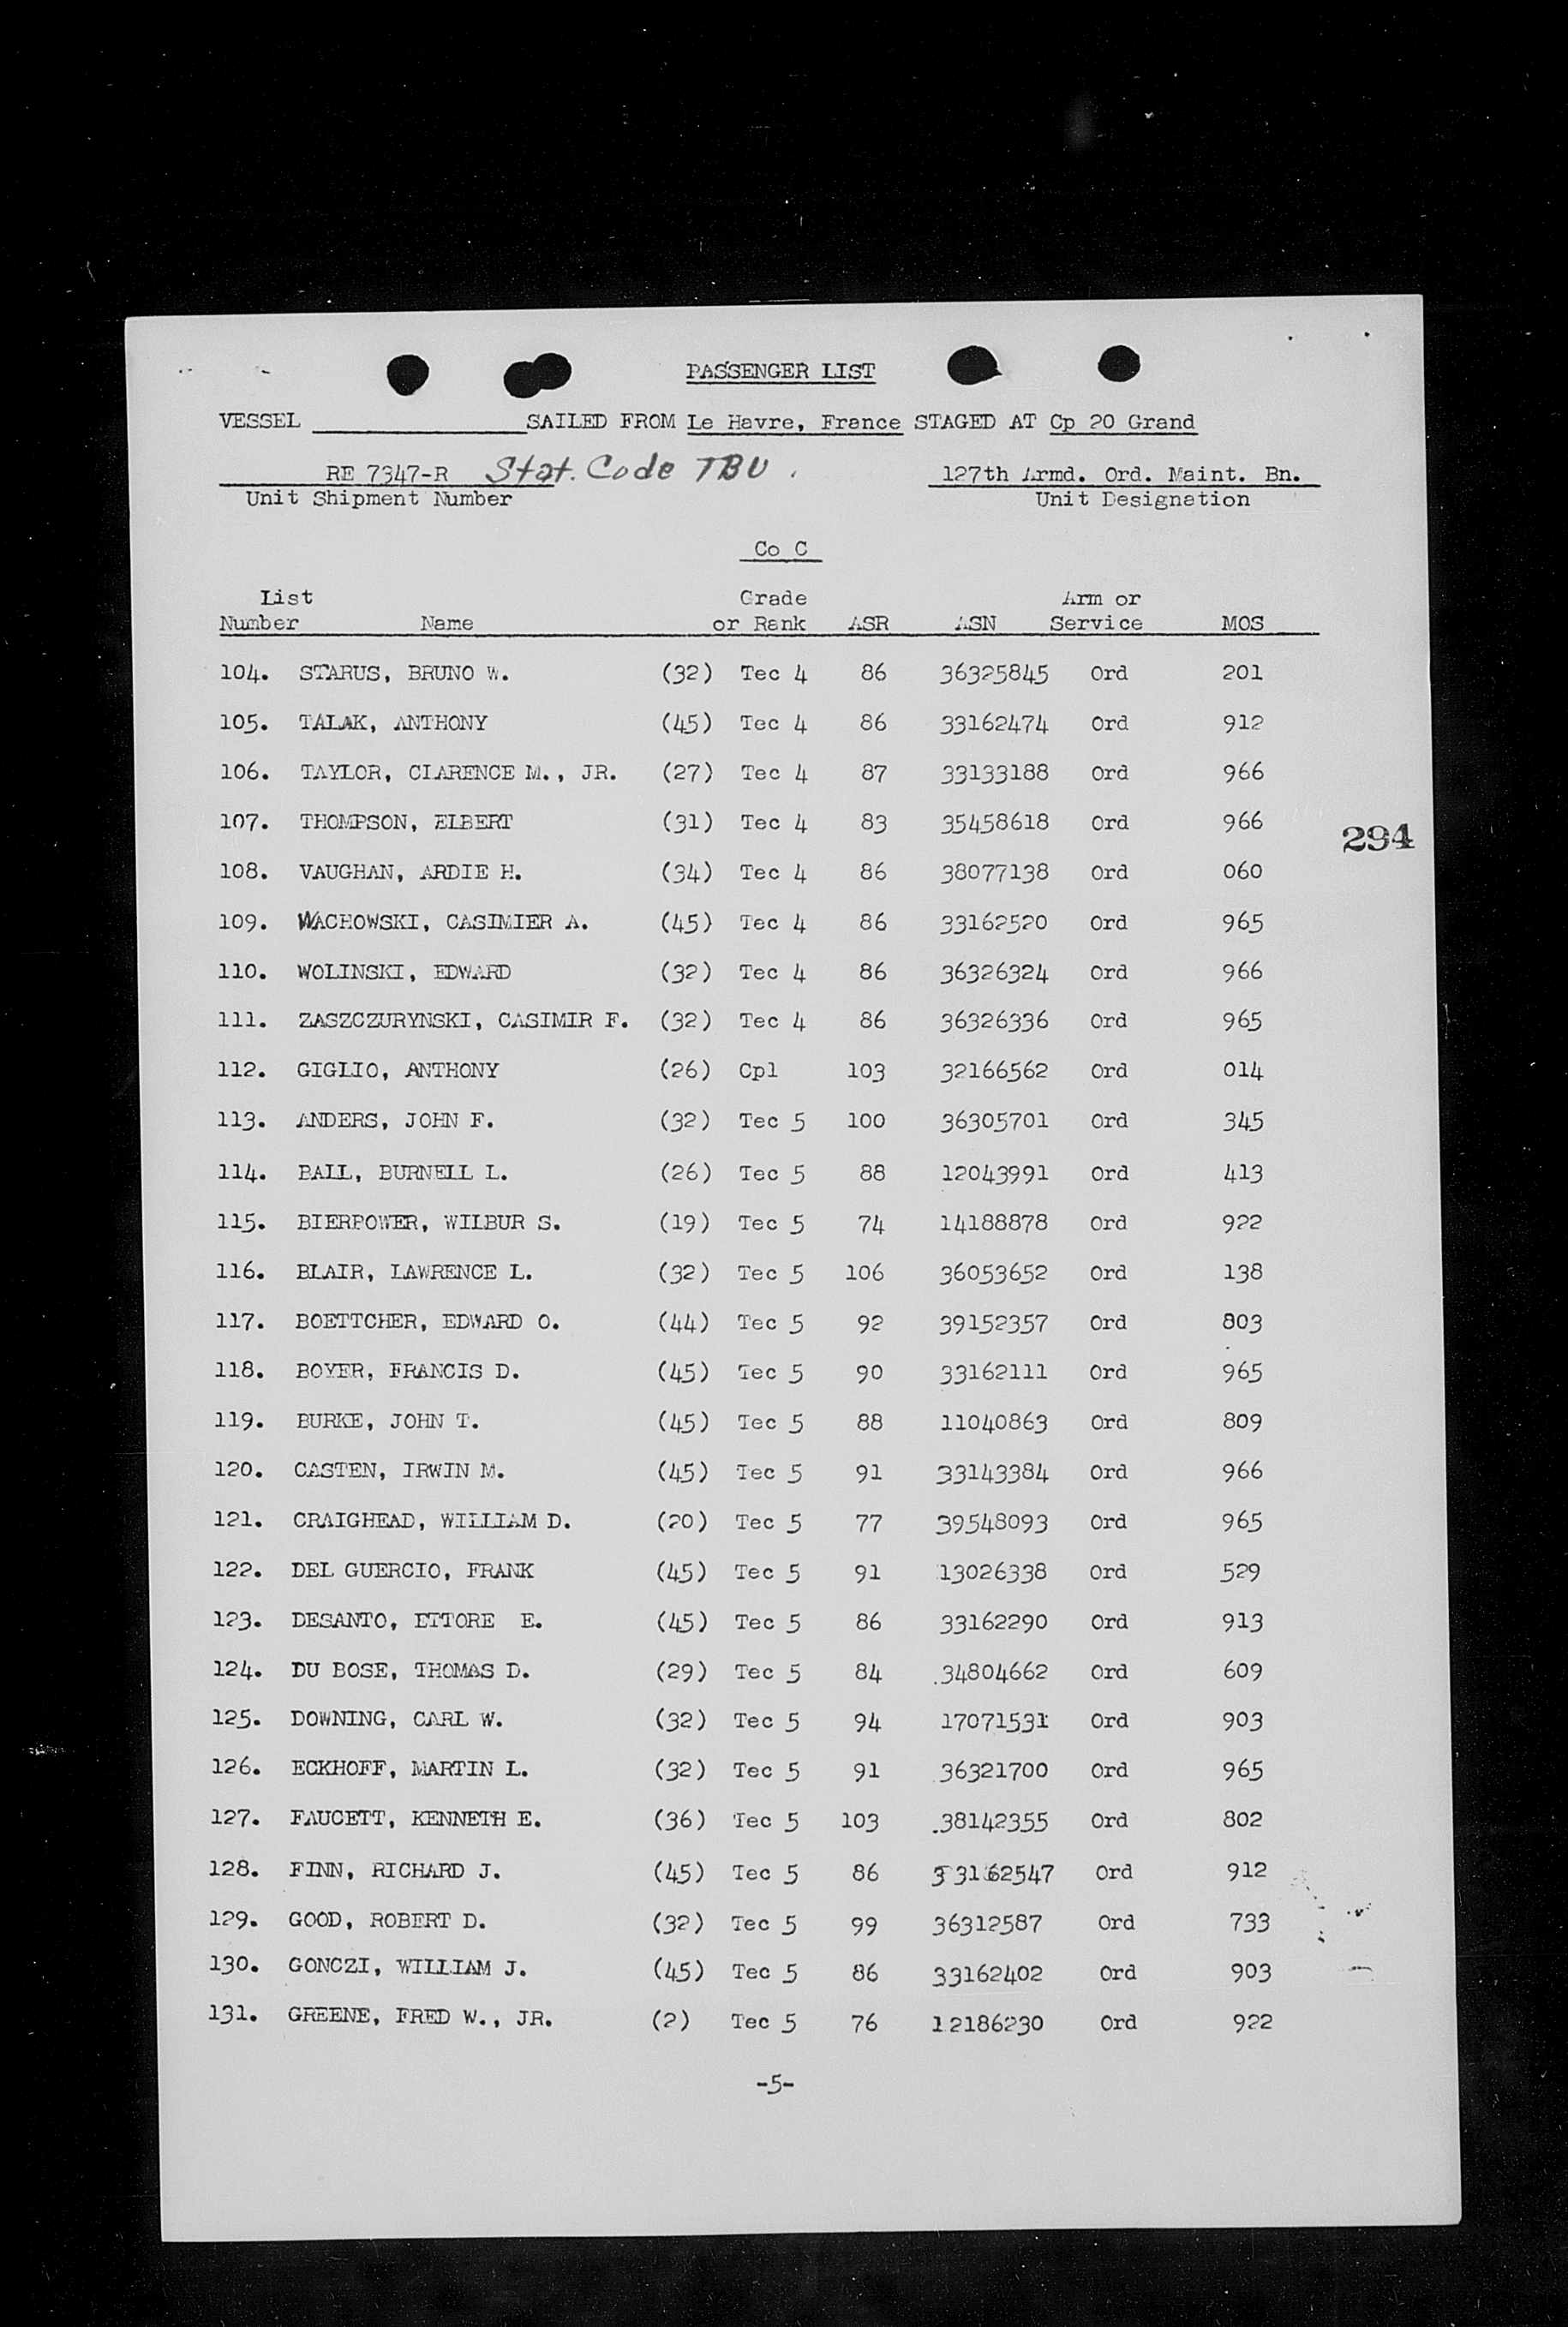 PASSENGER LIST
VESSEL ________ SAILED FROM Le Havre, France STAGED AT Cp 20 Grand
RE 7347-R Stat. Code TBU. 127th Armd. Ord. Maint. Bn.
Unit Shipment Number Unit Designation
Co C
List Grade Arm or
Number Name or Rank ASR ASN Service MOS
104. STARUS, BRUNO W. (32) Tec 4 86 36325845 Ord 201
105. TALAK, ANTHONY (45) Tec 4 86 33162474 Ord 912
106. TAYLOR, CLARENCE M., JR. (27) Tec 4 87 33133188 Ord 966
107. THOMPSON, ELBERT (31) Tec 4 83 35458618 Ord 966
294
108. VAUGHAN, ARDIE H. (34) Tec 4 86 38077138 Ord 060
109. WACHOWSKI, CASIMIER A. (45) Tec 4 86 33162520 Ord 965
110. WOLINSKI, EDWARD (32) Tec 4 86 36326324 Ord 966
111. ZASZCZURYNSKI, CASIMIR F. (32) Tec 4 86 36326336 Ord 965
112. GIGLIO, ANTHONY (26) Cpl 103 32166562 Ord 014
113. ANDERS, JOHN F. (32) Tec 5 100 36305701 Ord 345
114. BALL, BURNELL L. (26) Tec 5 88 12043991 Ord 413
115. BIERPOWER, WILBUR S. (19) Tec 5 74 14188878 Ord 922
116. BLAIR, LAWRENCE L. (32) Tec 5 106 36053652 Ord 138
117. BOETTCHER, EDWARD O. (44) Tec 5 92 39152357 Ord 803
118. BOYER, FRANCIS D. (45) Tec 5 90 33162111 Ord 965
119. BURKE, JOHN T. (45) Tec 5 88 11040863 Ord 809
120. CASTEN, IRWIN M. (45) Tec 5 91 33143384 Ord 966
121. CRAIGHEAD, WILLIAM D. (20) Tec 5 77 39548093 Ord 965
122. DEL GUERCIO, FRANK (45) Tec 5 91 13026338 Ord 529
123. DESANTO, ETTORE E. (45) Tec 5 86 33162290 Ord 913
124. DU BOSE, THOMAS D. (29) Tec 5 84 34804662 Ord 609
125. DOWNING, CARL W. (32) Tec 5 94 17071531 Ord 903
126. ECKHOFF, MARTIN L. (32) Tec 5 91 36321700 Ord 965
127. FAUCETT, KENNETH E. (36) Tec 5 103 38142355 Ord 802
128. FINN, RICHARD J. (45) Tec 5 86 33162547 Ord 912
129. GOOD, ROBERT D. (32) Tec 5 99 36312587 Ord 733
130. GONCZI, WILLIAM J. (45) Tec 5 86 33162402 Ord 903
131. GREENE, FRED W., JR. (2) Tec 5 76 12186230 Ord 922
-5-